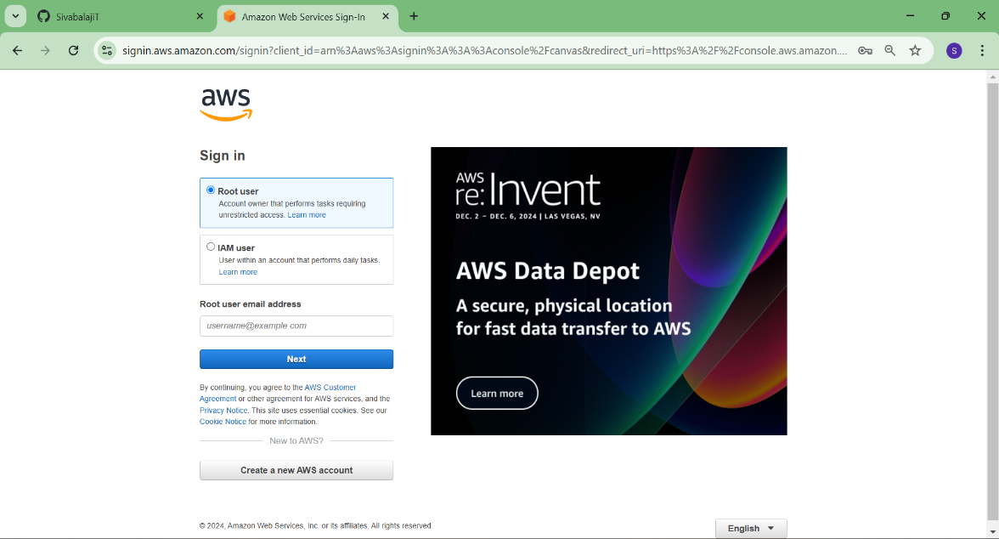 SivabalajiT
Amazon Web Services Sign-In
signin.aws.amazon.com/signin?client_id=arn%3Aaws%3Asignin%3A%3A%3Aconsole%2Fcanvas&redirect_uri=https%3A%2F%2Fconsole.aws.amazon....
S
aws
Sign in
Root user
Account owner that performs tasks requiring
unrestricted access. Learn more
IAM user
User within an account that performs daily tasks.
Learn more
Root user email address
username@example.com
Next
By continuing, you agree to the AWS Customer
Agreement or other agreement for AWS services, and the
Privacy Notice. This site uses essential cookies. See our
Cookie Notice for more information.
New to AWS?
Create a new AWS account
AWS
re:Invent
DEC. 2 – DEC. 6, 2024 | LAS VEGAS, NV
AWS Data Depot
A secure, physical location
for fast data transfer to AWS
Learn more
© 2024, Amazon Web Services, Inc. or its affiliates. All rights reserved.
English